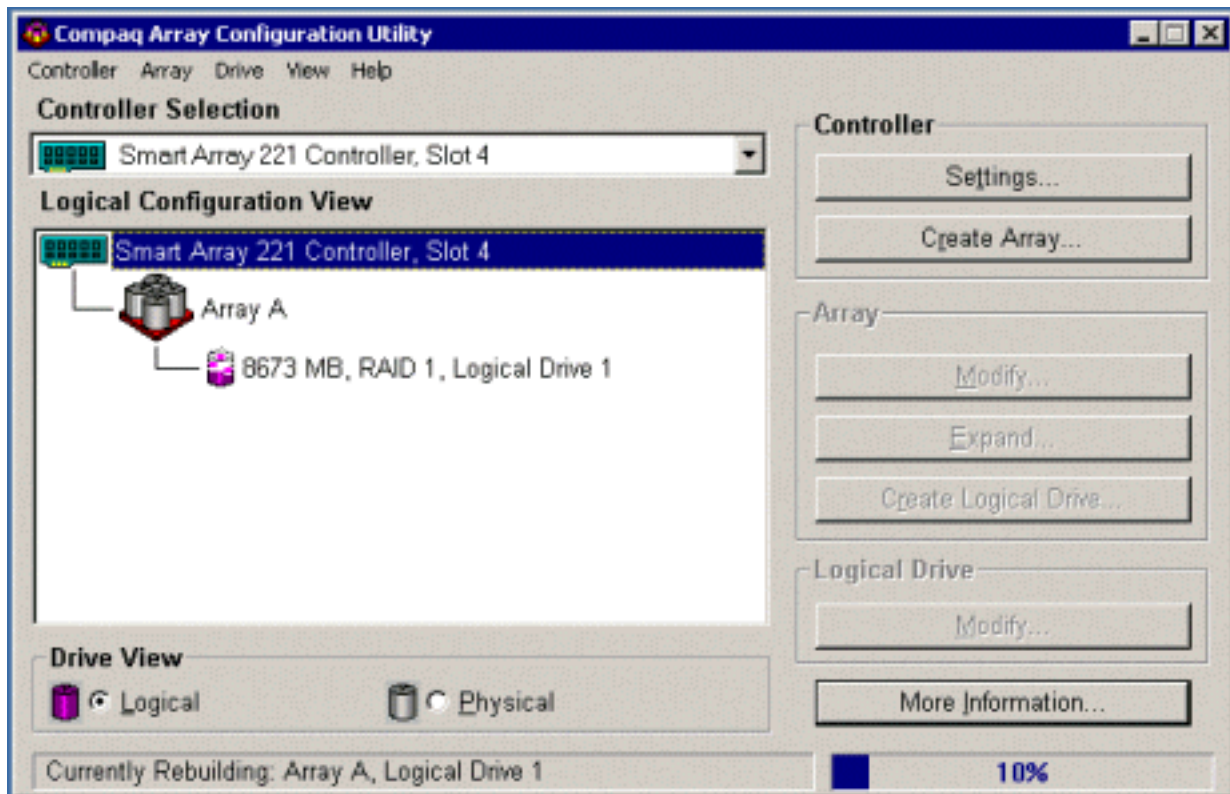 Compaq Array Configuration Utility
Controller Array Drive View Help
Controller Selection
Smart Array 221 Controller, Slot 4
Logical Configuration View
Smart Array 221 Controller, Slot 4
Array A
8673 MB, RAID 1, Logical Drive 1
Drive View
Logical
Physical
Controller
Settings...
Create Array...
Array
Modify...
Expand...
Create Logical Drive...
Logical Drive
Modify...
More Information...
Currently Rebuilding: Array A, Logical Drive 1
10%